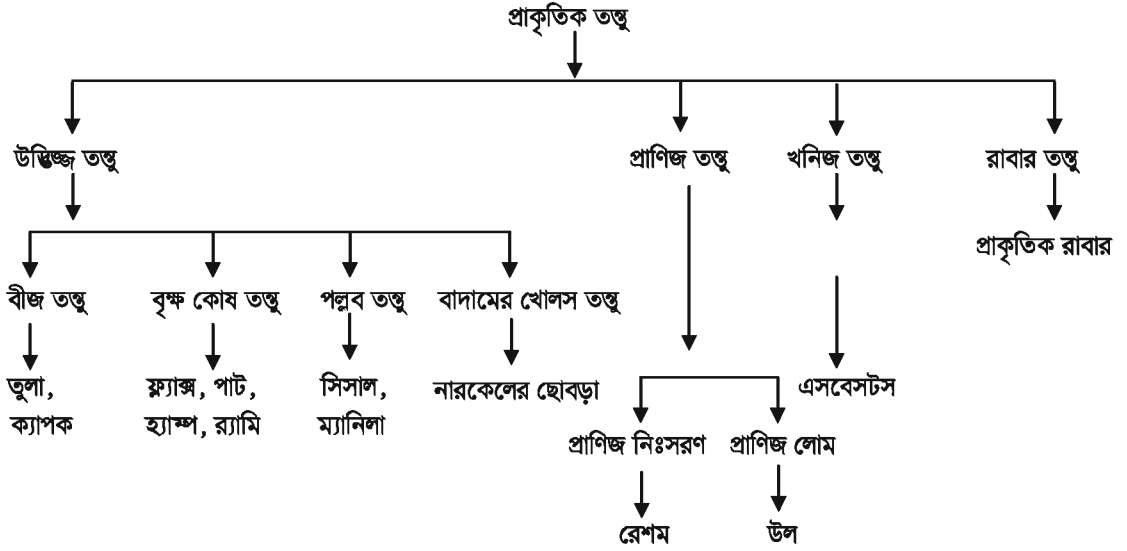 প্রাকৃতিক তন্তু
উদ্ভিজ্জ তন্তু
প্রাণিজ তন্তু
খনিজ তন্তু
রাবার তন্তু
প্রাকৃতিক রাবার
বীজ তন্তু
বৃক্ষ কোষ তন্তু
পল্লব তন্তু
বাদামের খোলস তন্তু
তুলা,
ক্যাপক
ফ্ল্যাক্স, পাট,
হ্যাম্প, র‍্যামি
সিসাল,
ম্যানিলা
নারকেলের ছোবড়া
এসবেসটস
প্রাণিজ নিঃসরণ
প্রাণিজ লোম
রেশম
উল